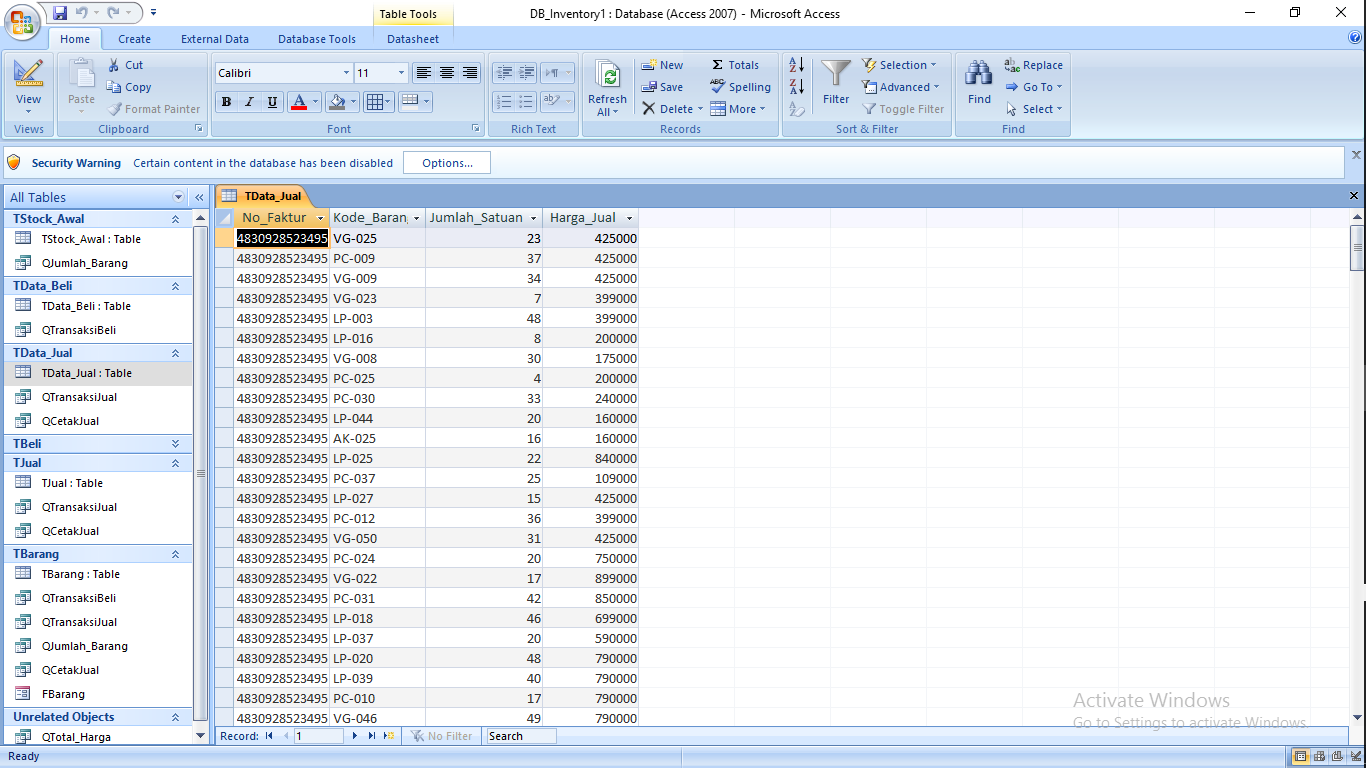 DB_Inventory1 : Database (Access 2007) - Microsoft Access
Table Tools
Home Create External Data Database Tools Datasheet
View
Views
Paste
Cut
Copy
Format Painter
Clipboard
Calibri 11
B I U A
Font
Rich Text
Refresh All
New
Save
Delete
Totals
Spelling
More
Records
Filter
Selection
Advanced
Toggle Filter
Sort & Filter
Find
Replace
Go To
Select
Find
Security Warning Certain content in the database has been disabled Options...
All Tables
TStock_Awal
TStock_Awal : Table
QJumlah_Barang
TData_Beli
TData_Beli : Table
QTransaksiBeli
TData_Jual
TData_Jual : Table
QTransaksiJual
QCetakJual
TBeli
TJual
TJual : Table
QTransaksiJual
QCetakJual
TBarang
TBarang : Table
QTransaksiBeli
QTransaksiJual
QJumlah_Barang
QCetakJual
FBarang
Unrelated Objects
QTotal_Harga
TData_Jual
No_Faktur Kode_Baran Jumlah_Satuan Harga_Jual
4830928523495 VG-025 23 425000
4830928523495 PC-009 37 425000
4830928523495 VG-009 34 425000
4830928523495 VG-023 7 399000
4830928523495 LP-003 48 399000
4830928523495 LP-016 8 200000
4830928523495 VG-008 30 175000
4830928523495 PC-025 4 200000
4830928523495 PC-030 33 240000
4830928523495 LP-044 20 160000
4830928523495 AK-025 16 160000
4830928523495 LP-025 22 840000
4830928523495 PC-037 25 109000
4830928523495 LP-027 15 425000
4830928523495 PC-012 36 399000
4830928523495 VG-050 31 425000
4830928523495 PC-024 20 750000
4830928523495 VG-022 17 899000
4830928523495 PC-031 42 850000
4830928523495 LP-018 46 699000
4830928523495 LP-037 20 590000
4830928523495 LP-020 48 790000
4830928523495 LP-039 40 790000
4830928523495 PC-010 17 790000
4830928523495 VG-046 49 790000
Activate Windows
Go to Settings to activate Windows.
Record: 1 No Filter Search
Ready